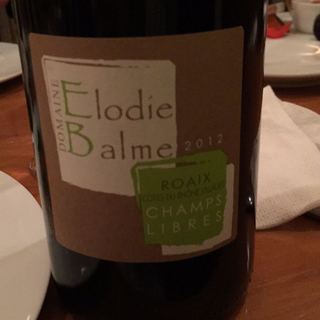 DOMAINE
Elodie
Balme 2012
ROAIX
CÔTES DU RHÔNE VILLAGES
CHAMPS
LIBRES